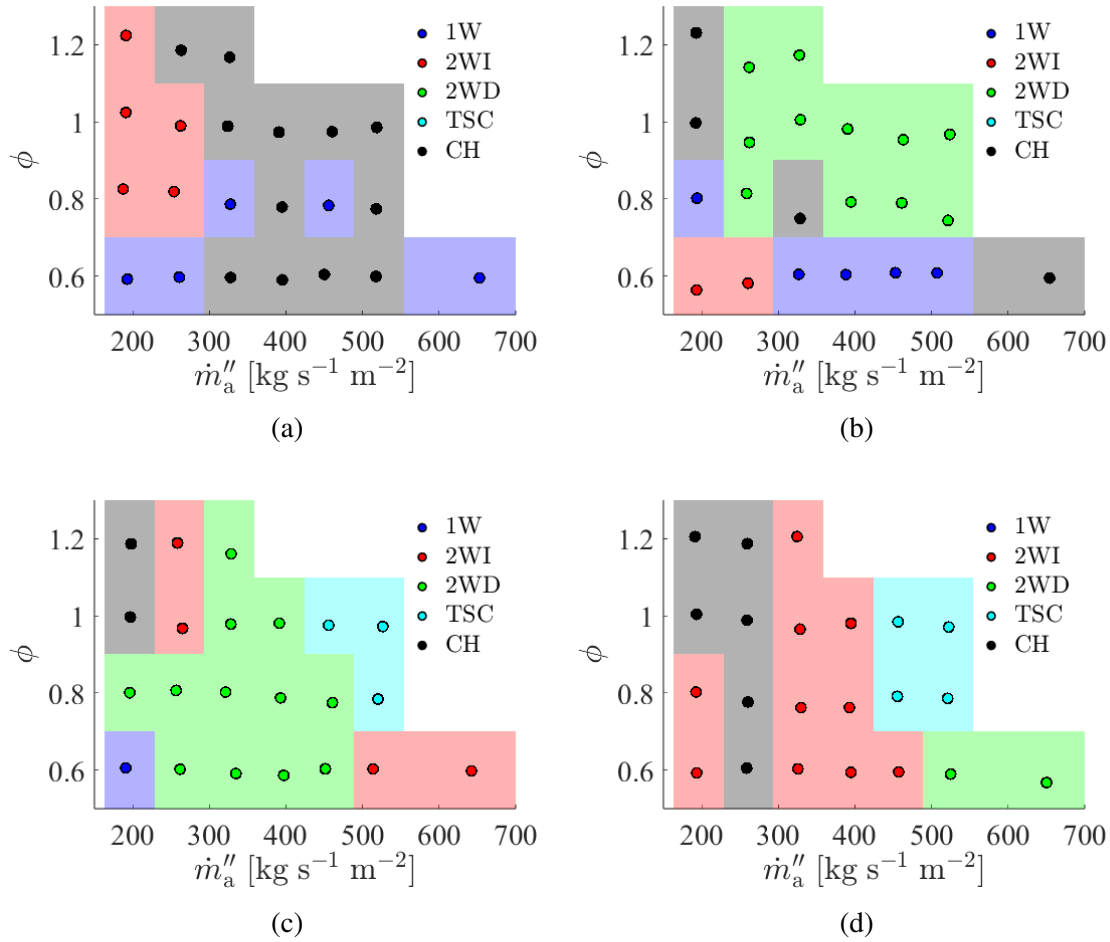 1.2
1
0.8
0.6
ϕ
1W
2WI
2WD
TSC
CH
200 300 400 500 600 700
ṁ″ₐ [kg s⁻¹ m⁻²]
(a)
1.2
1
0.8
0.6
ϕ
1W
2WI
2WD
TSC
CH
200 300 400 500 600 700
ṁ″ₐ [kg s⁻¹ m⁻²]
(b)
1.2
1
0.8
0.6
ϕ
1W
2WI
2WD
TSC
CH
200 300 400 500 600 700
ṁ″ₐ [kg s⁻¹ m⁻²]
(c)
1.2
1
0.8
0.6
ϕ
1W
2WI
2WD
TSC
CH
200 300 400 500 600 700
ṁ″ₐ [kg s⁻¹ m⁻²]
(d)